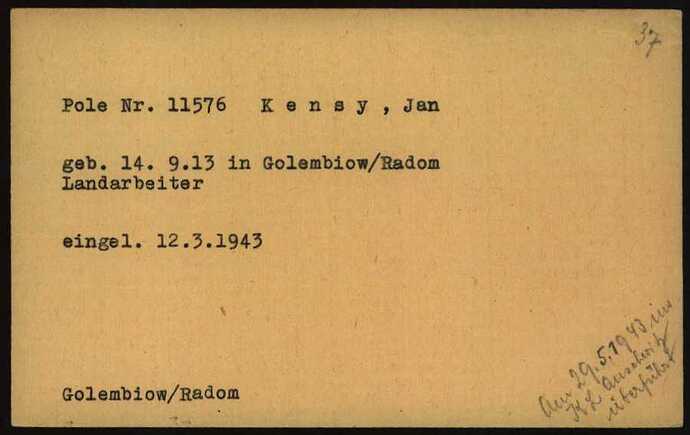 37
Pole Nr. 11576 Kensy, Jan
geb. 14. 9.13 in Golembiow/Radom
Landarbeiter
eingel. 12.3.1943
Golembiow/Radom
Am 29.5.1943 ins
KL Auschwitz
überführt